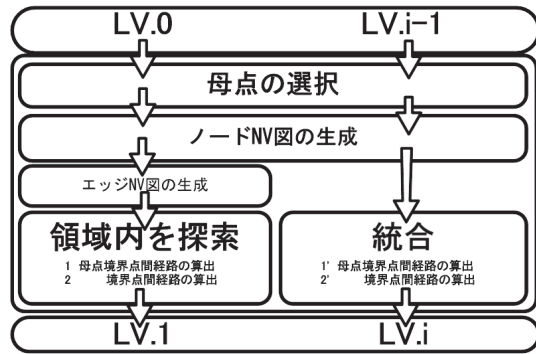 LV.0
LV.i-1
母点の選択
ノードNV図の生成
エッジNV図の生成
領域内を探索
1 母点境界点間経路の算出
2 境界点間経路の算出
統合
1' 母点境界点間経路の算出
2' 境界点間経路の算出
LV.1
LV.i